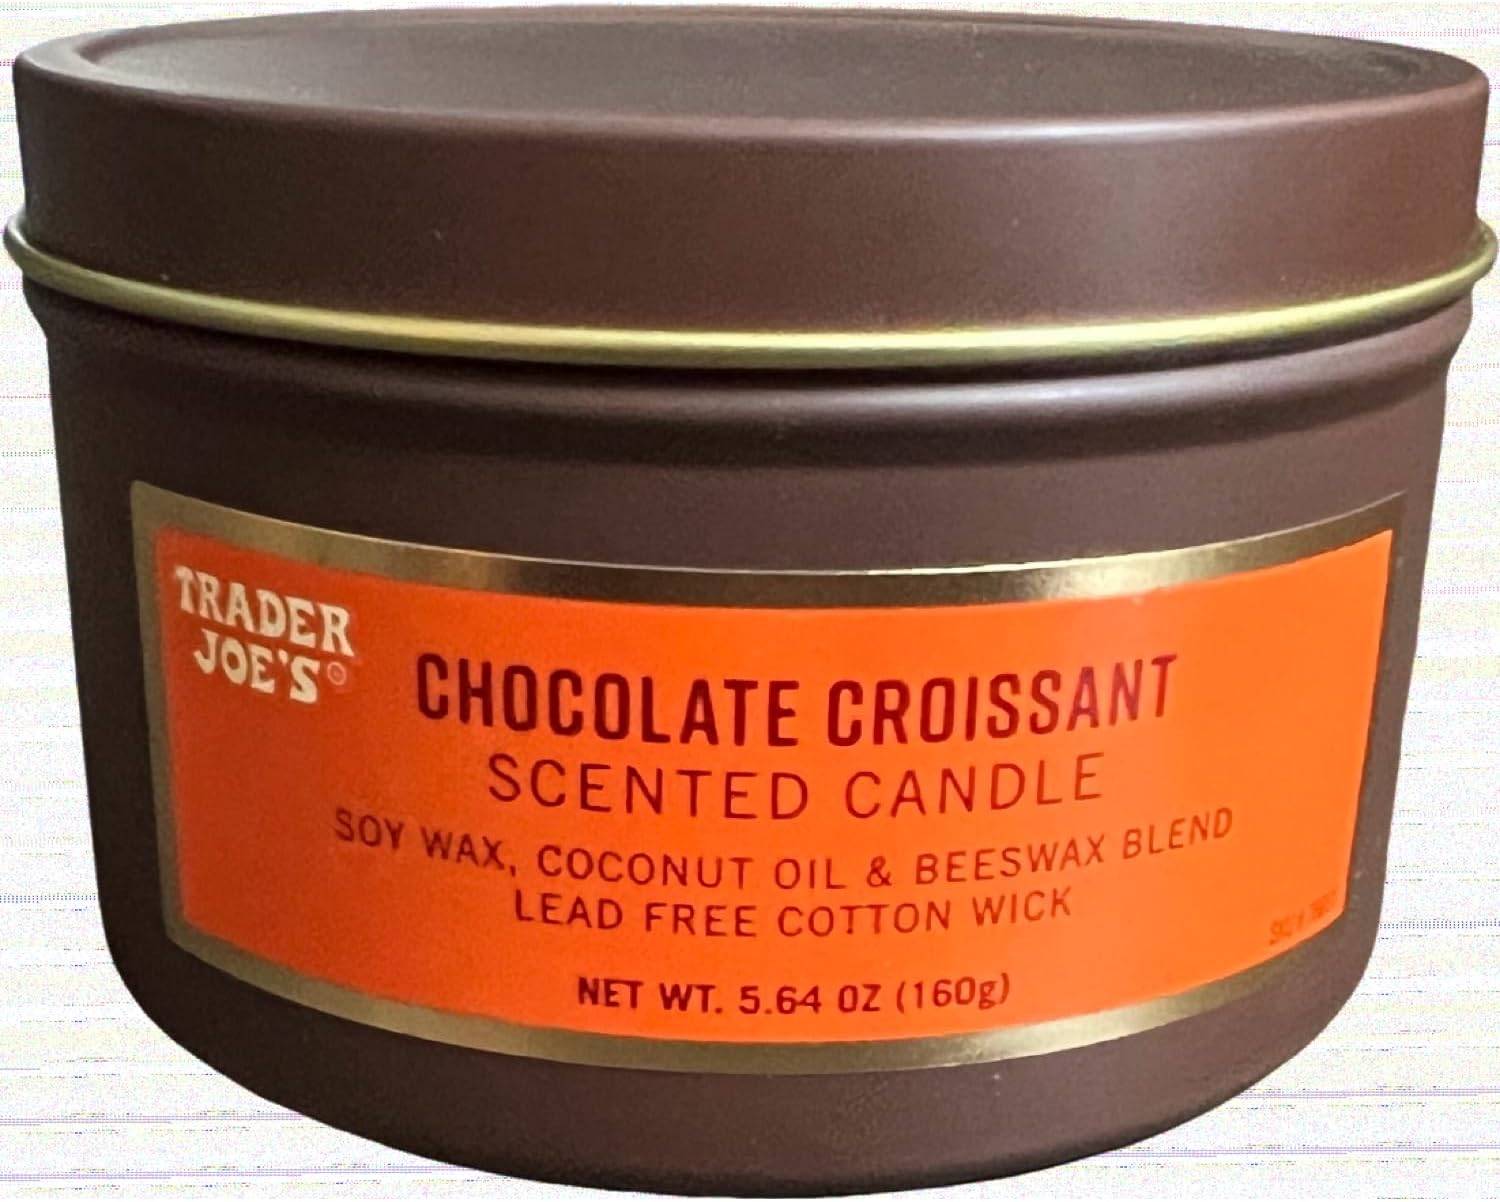 TRADER
JOE'S®
CHOCOLATE CROISSANT
SCENTED CANDLE
SOY WAX, COCONUT OIL & BEESWAX BLEND
LEAD FREE COTTON WICK
SKU#
NET WT. 5.64 OZ (160g)